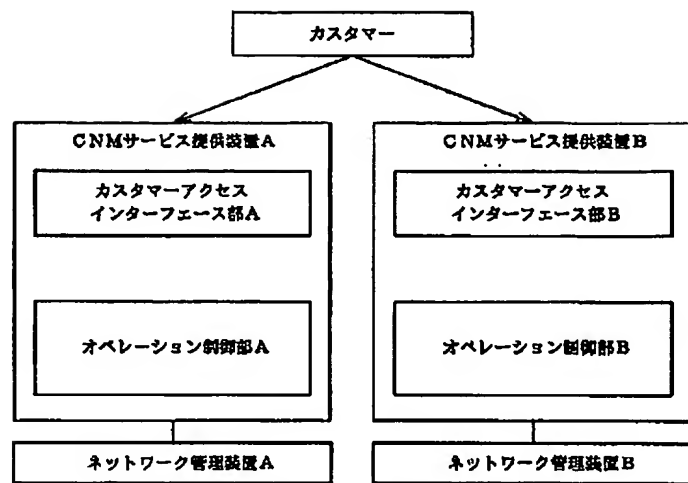 カスタマー
CNMサービス提供装置A
カスタマーアクセス
インターフェース部A
オペレーション制御部A
ネットワーク管理装置A
CNMサービス提供装置B
カスタマーアクセス
インターフェース部B
オペレーション制御部B
ネットワーク管理装置B